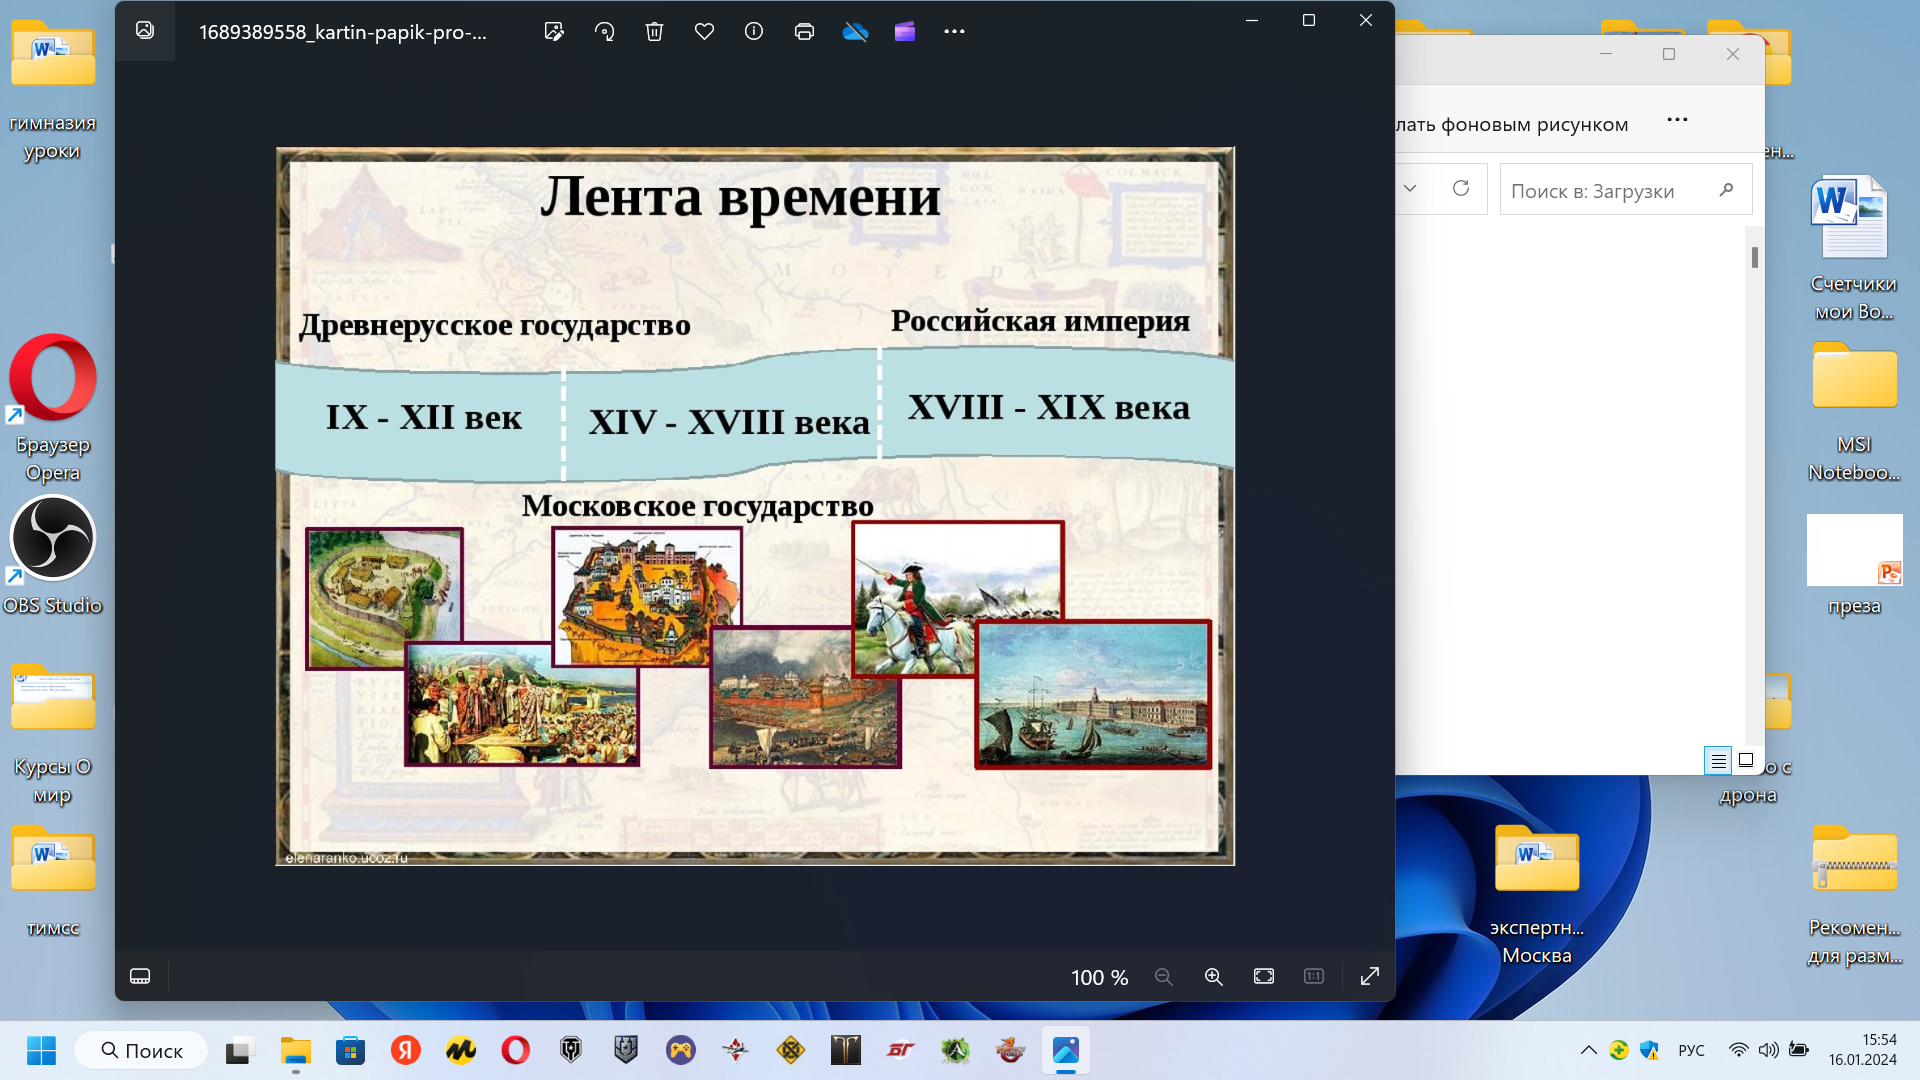 гимназия
уроки
Браузер
Opera
OBS Studio
Курсы О
мир
тимсс
1689389558_kartin-papik-pro-...
Лента времени
Древнерусское государство
Российская империя
IX - XII век
XIV - XVIII века
XVIII - XIX века
Московское государство
elenaranko.ucoz.ru
100 %
1:1
лать фоновым рисунком
Поиск в: Загрузки
ен...
Счетчики
мои Во...
MSI
Noteboo...
преза
о с
дрона
экспертн...
Москва
Рекомен...
для разм...
Поиск
РУС
15:54
16.01.2024